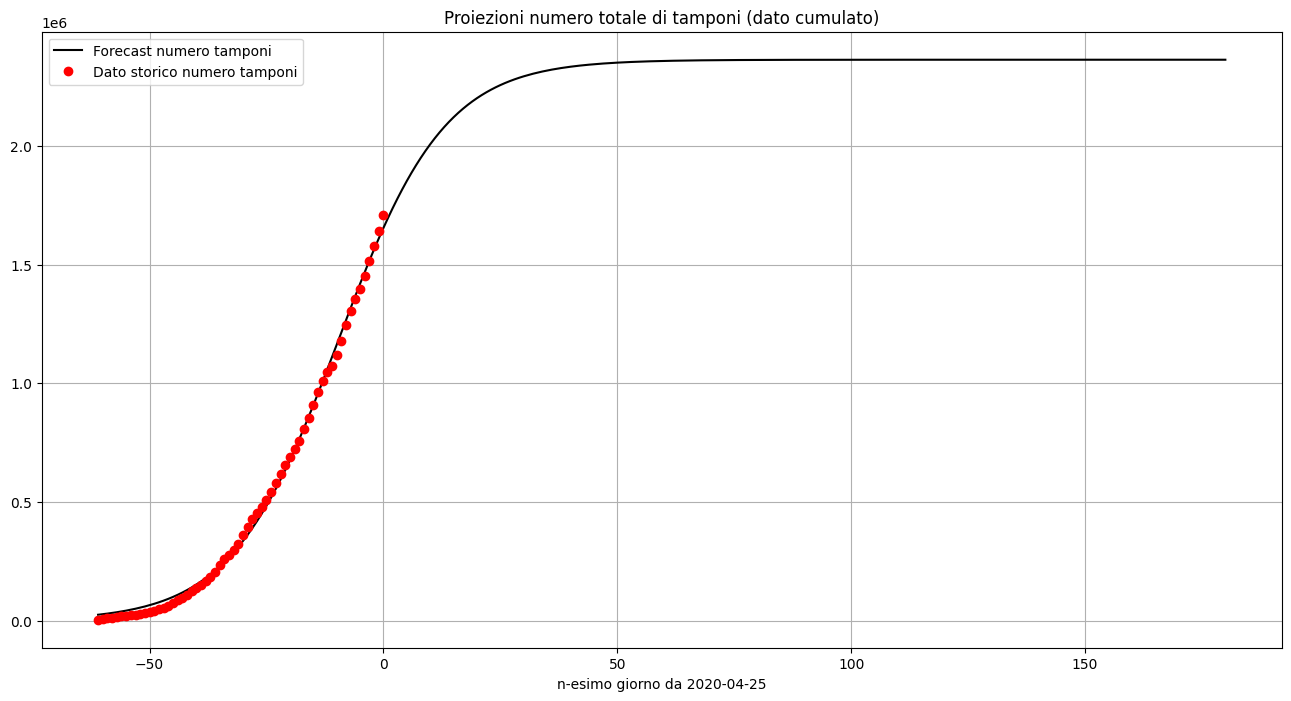 Proiezioni numero totale di tamponi (dato cumulato)
1e6
Forecast numero tamponi
Dato storico numero tamponi
2.0
1.5
1.0
0.5
0.0
−50 0 50 100 150
n-esimo giorno da 2020-04-25